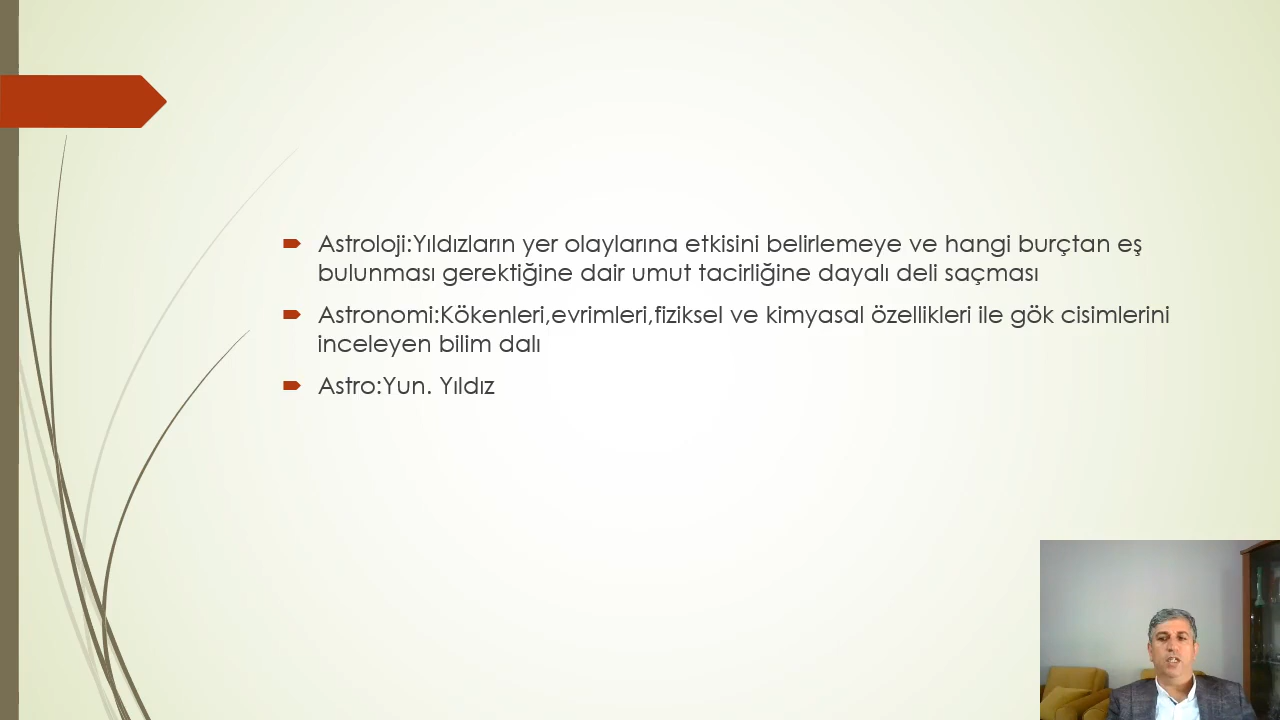 Astroloji:Yıldızların yer olaylarına etkisini belirlemeye ve hangi burçtan eş
bulunması gerektiğine dair umut tacirliğine dayalı deli saçması
Astronomi:Kökenleri,evrimleri,fiziksel ve kimyasal özellikleri ile gök cisimlerini
inceleyen bilim dalı
Astro:Yun. Yıldız